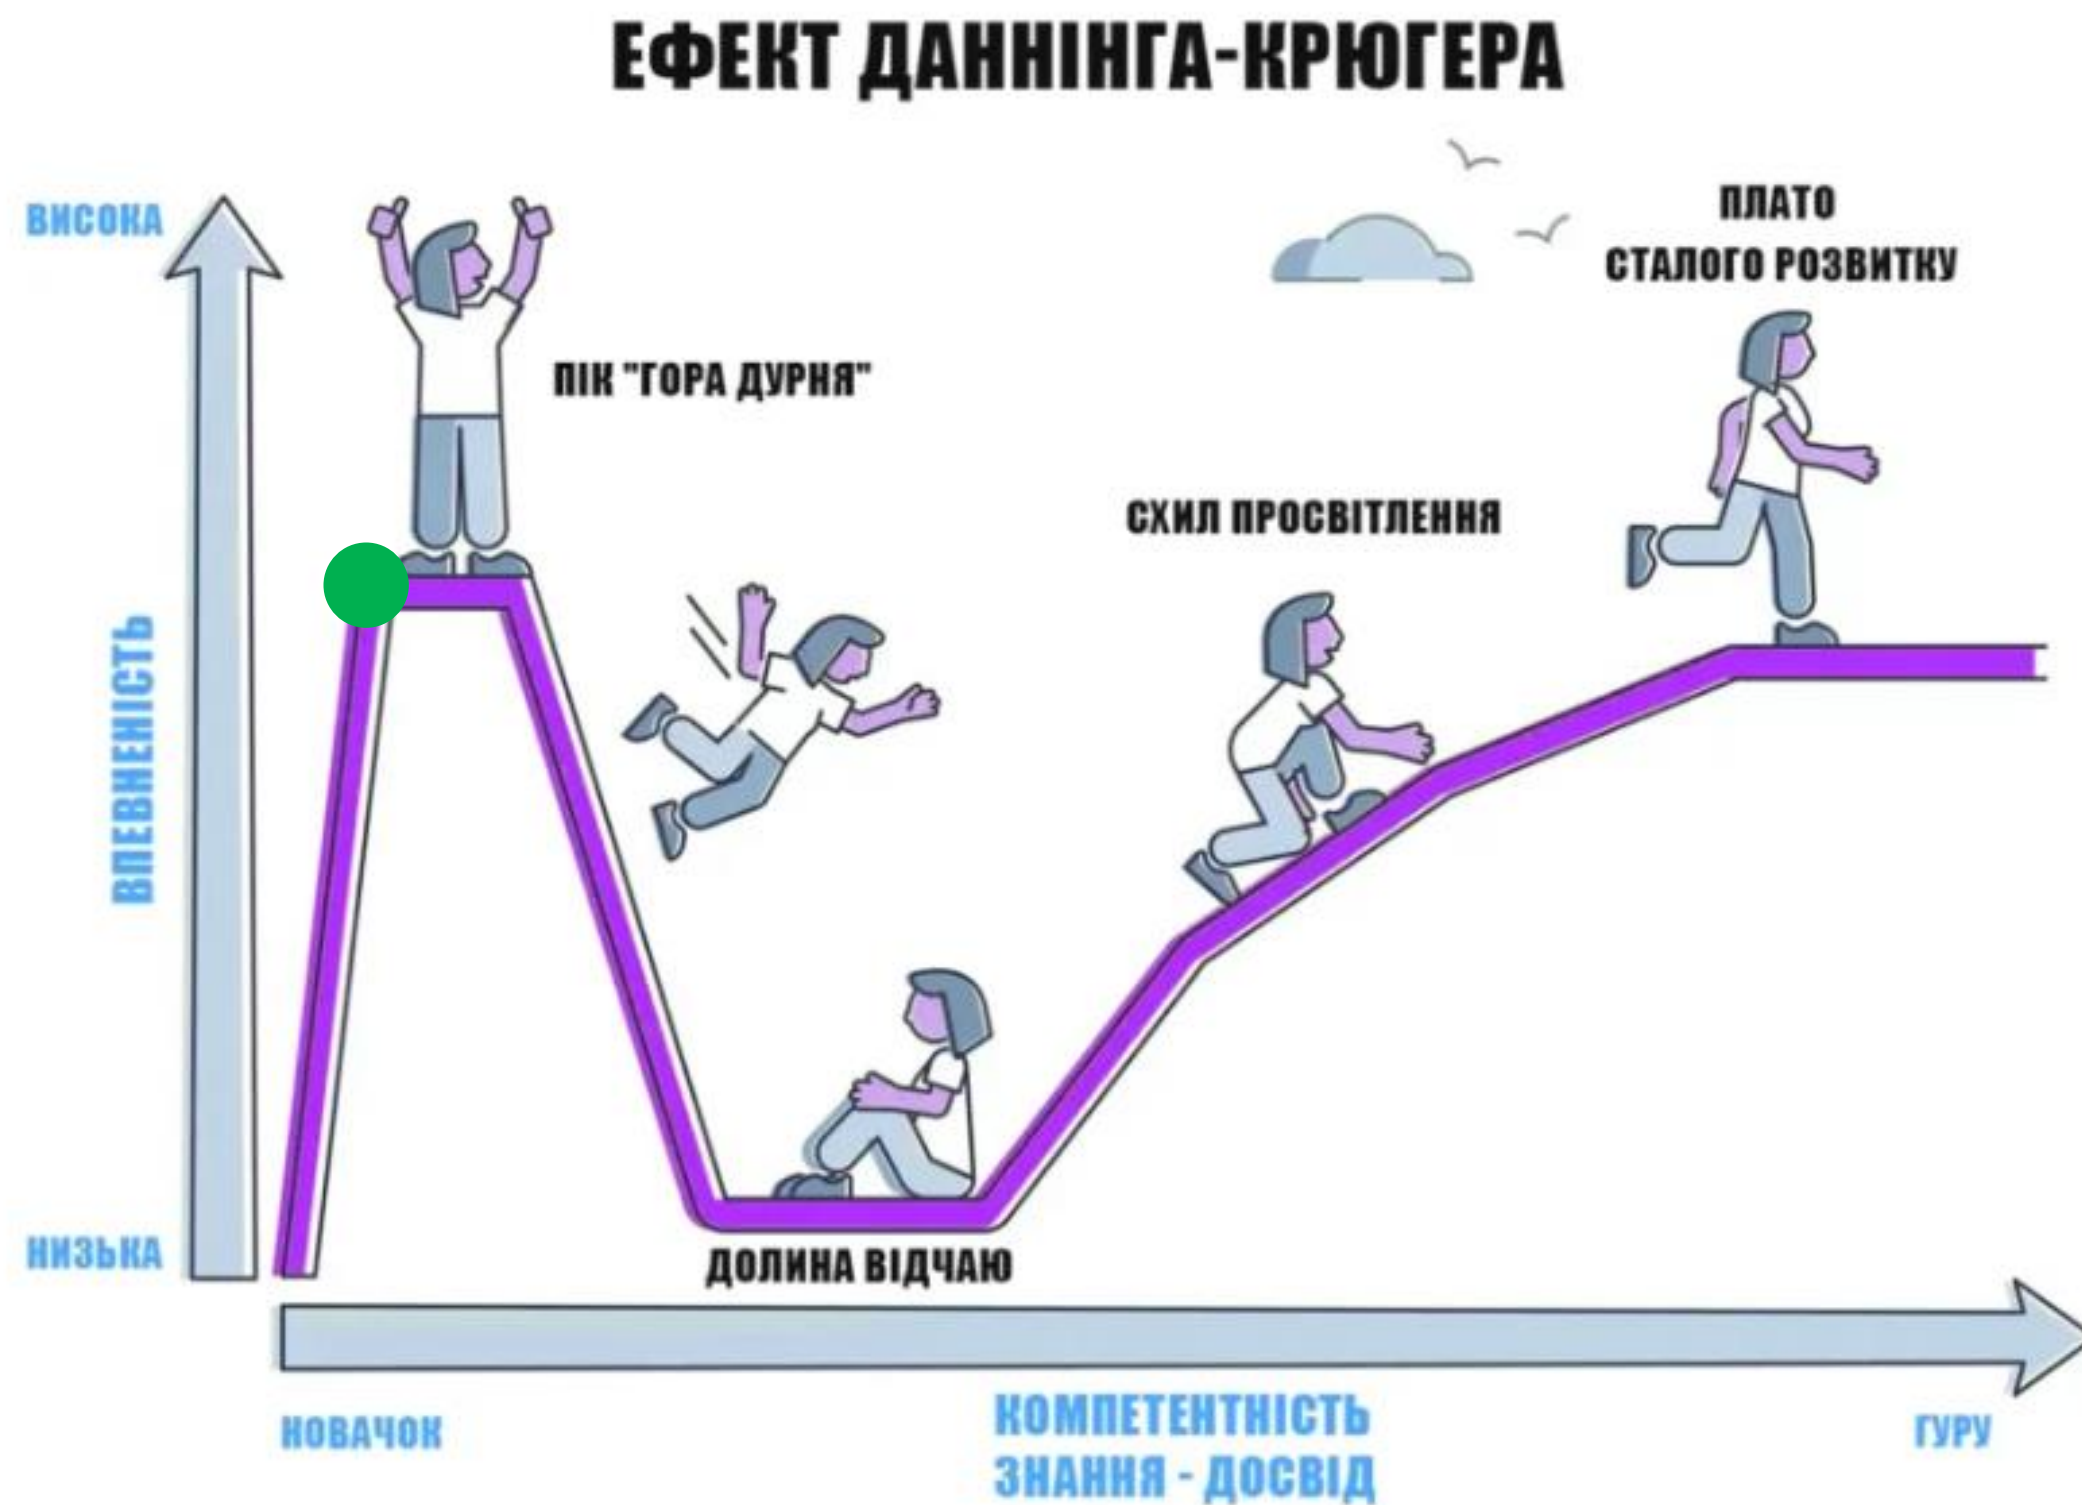 ЕФЕКТ ДАННІНГА-КРЮГЕРА
ВИСОКА
ПЛАТО
СТАЛОГО РОЗВИТКУ
ПІК "ГОРА ДУРНЯ"
СХИЛ ПРОСВІТЛЕННЯ
ВПЕВНЕНІСТЬ
НИЗЬКА
ДОЛИНА ВІДЧАЮ
НОВАЧОК
КОМПЕТЕНТНІСТЬ
ЗНАННЯ - ДОСВІД
ГУРУ